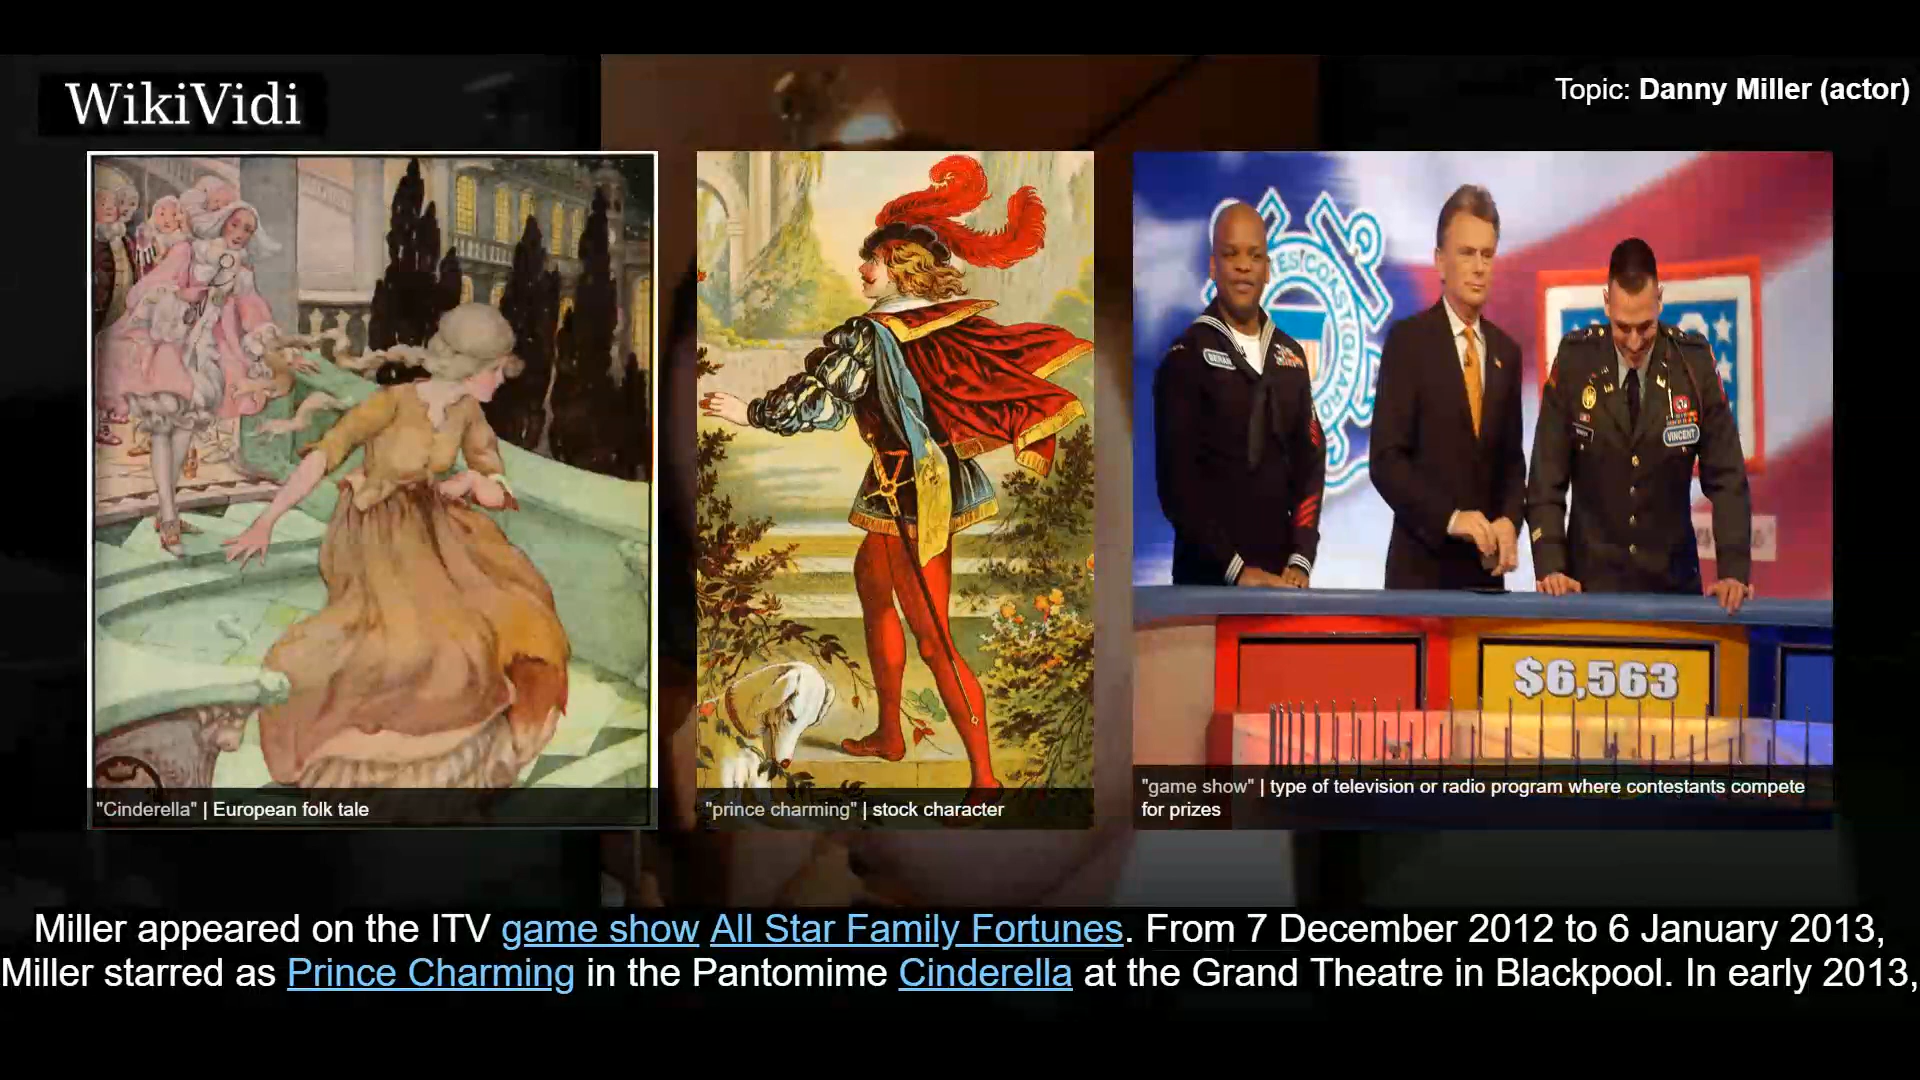 WikiVidi
Topic: Danny Miller (actor)
VINCENT
$6,563
"Cinderella" | European folk tale
"prince charming" | stock character
"game show" | type of television or radio program where contestants compete
for prizes
Miller appeared on the ITV game show All Star Family Fortunes. From 7 December 2012 to 6 January 2013,
Miller starred as Prince Charming in the Pantomime Cinderella at the Grand Theatre in Blackpool. In early 2013,